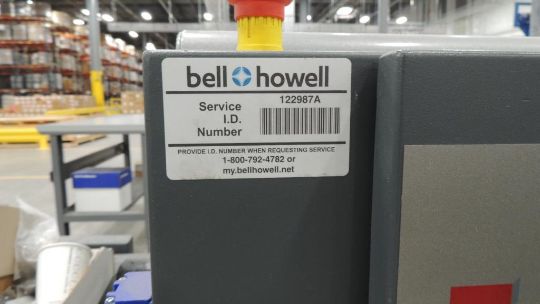 bell howell
122987A
Service
I.D.
Number
PROVIDE I.D. NUMBER WHEN REQUESTING SERVICE
1-800-792-4782 or
my.bellhowell.net